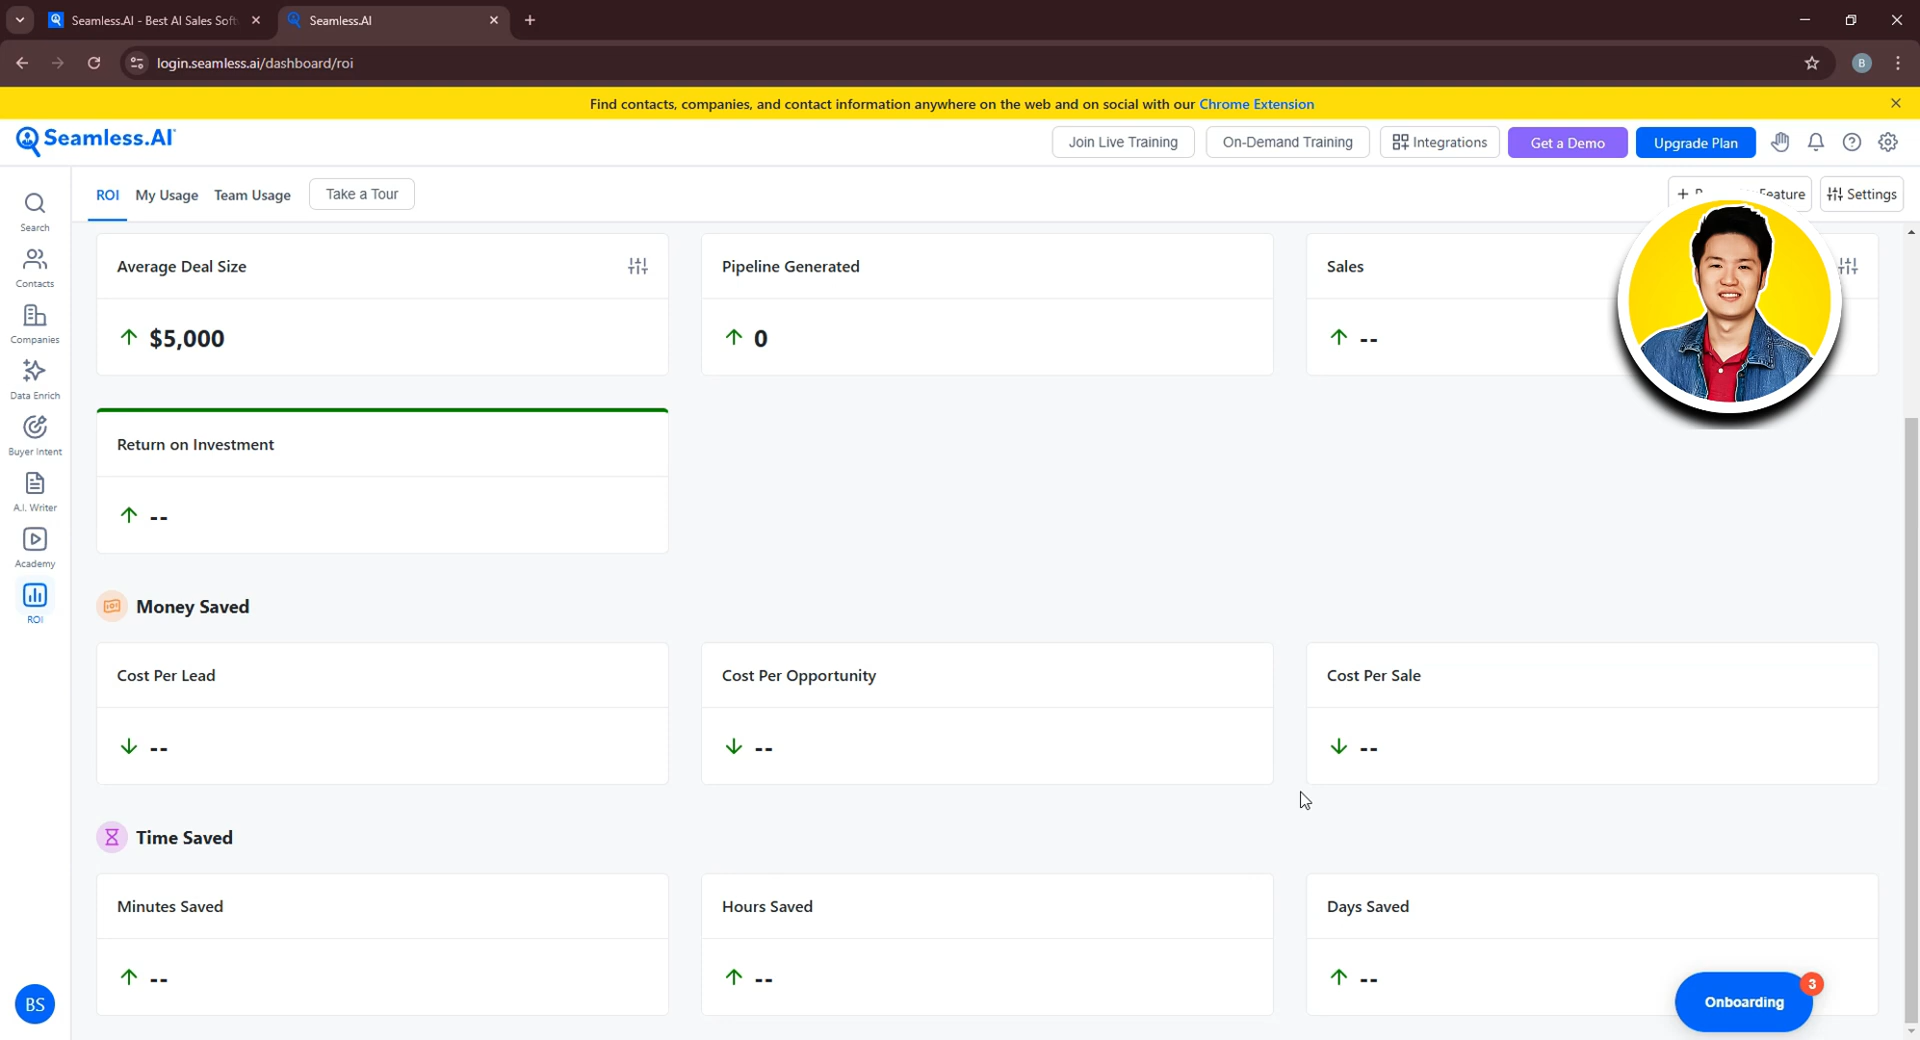 Seamless.AI - Best AI Sales Soft
Seamless.AI
login.seamless.ai/dashboard/roi
B
Find contacts, companies, and contact information anywhere on the web and on social with our Chrome Extension
Seamless.AI
Join Live Training
On-Demand Training
Integrations
Get a Demo
Upgrade Plan
ROI
My Usage
Team Usage
Take a Tour
Feature
Settings
Search
Contacts
Companies
Data Enrich
Buyer Intent
A.I. Writer
Academy
ROI
BS
Average Deal Size
$5,000
Pipeline Generated
0
Sales
--
Return on Investment
--
Money Saved
Cost Per Lead
--
Cost Per Opportunity
--
Cost Per Sale
--
Time Saved
Minutes Saved
--
Hours Saved
--
Days Saved
--
Onboarding
3